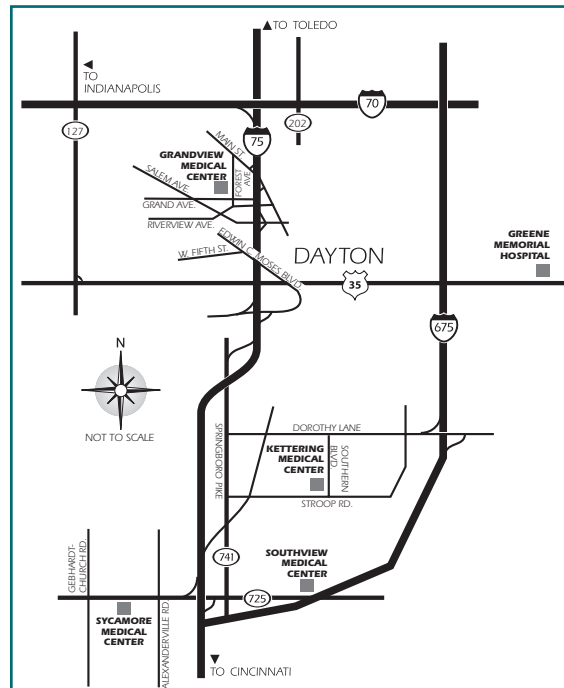 ▲TO TOLEDO
◄
TO
INDIANAPOLIS
70
127
202
75
MAIN ST.
GRANDVIEW
MEDICAL
CENTER
FOREST
AVE.
SALEM AVE.
GRAND AVE.
RIVERVIEW AVE.
EDWIN C. MOSES BLVD.
W. FIFTH ST.
DAYTON
35
GREENE
MEMORIAL
HOSPITAL
675
N
NOT TO SCALE
SPRINGBORO PIKE
DOROTHY LANE
KETTERING
MEDICAL
CENTER
SOUTHERN
BLVD.
STROOP RD.
741
SOUTHVIEW
MEDICAL
CENTER
725
GEBHARDT-
CHURCH RD.
SYCAMORE
MEDICAL
CENTER
ALEXANDERVILLE RD.
▼
TO CINCINNATI